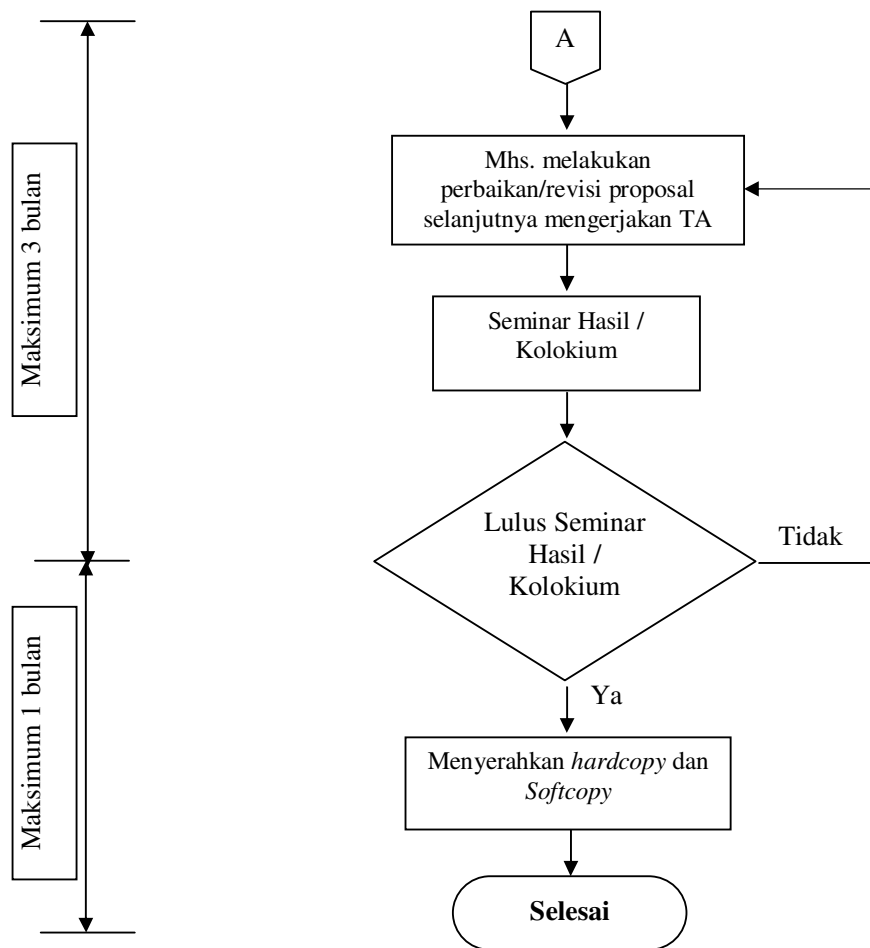 A
Mhs. melakukan
perbaikan/revisi proposal
selanjutnya mengerjakan TA
Maksimum 3 bulan
Seminar Hasil /
Kolokium
Lulus Seminar
Hasil /
Kolokium
Tidak
Ya
Maksimum 1 bulan
Menyerahkan hardcopy dan
Softcopy
Selesai